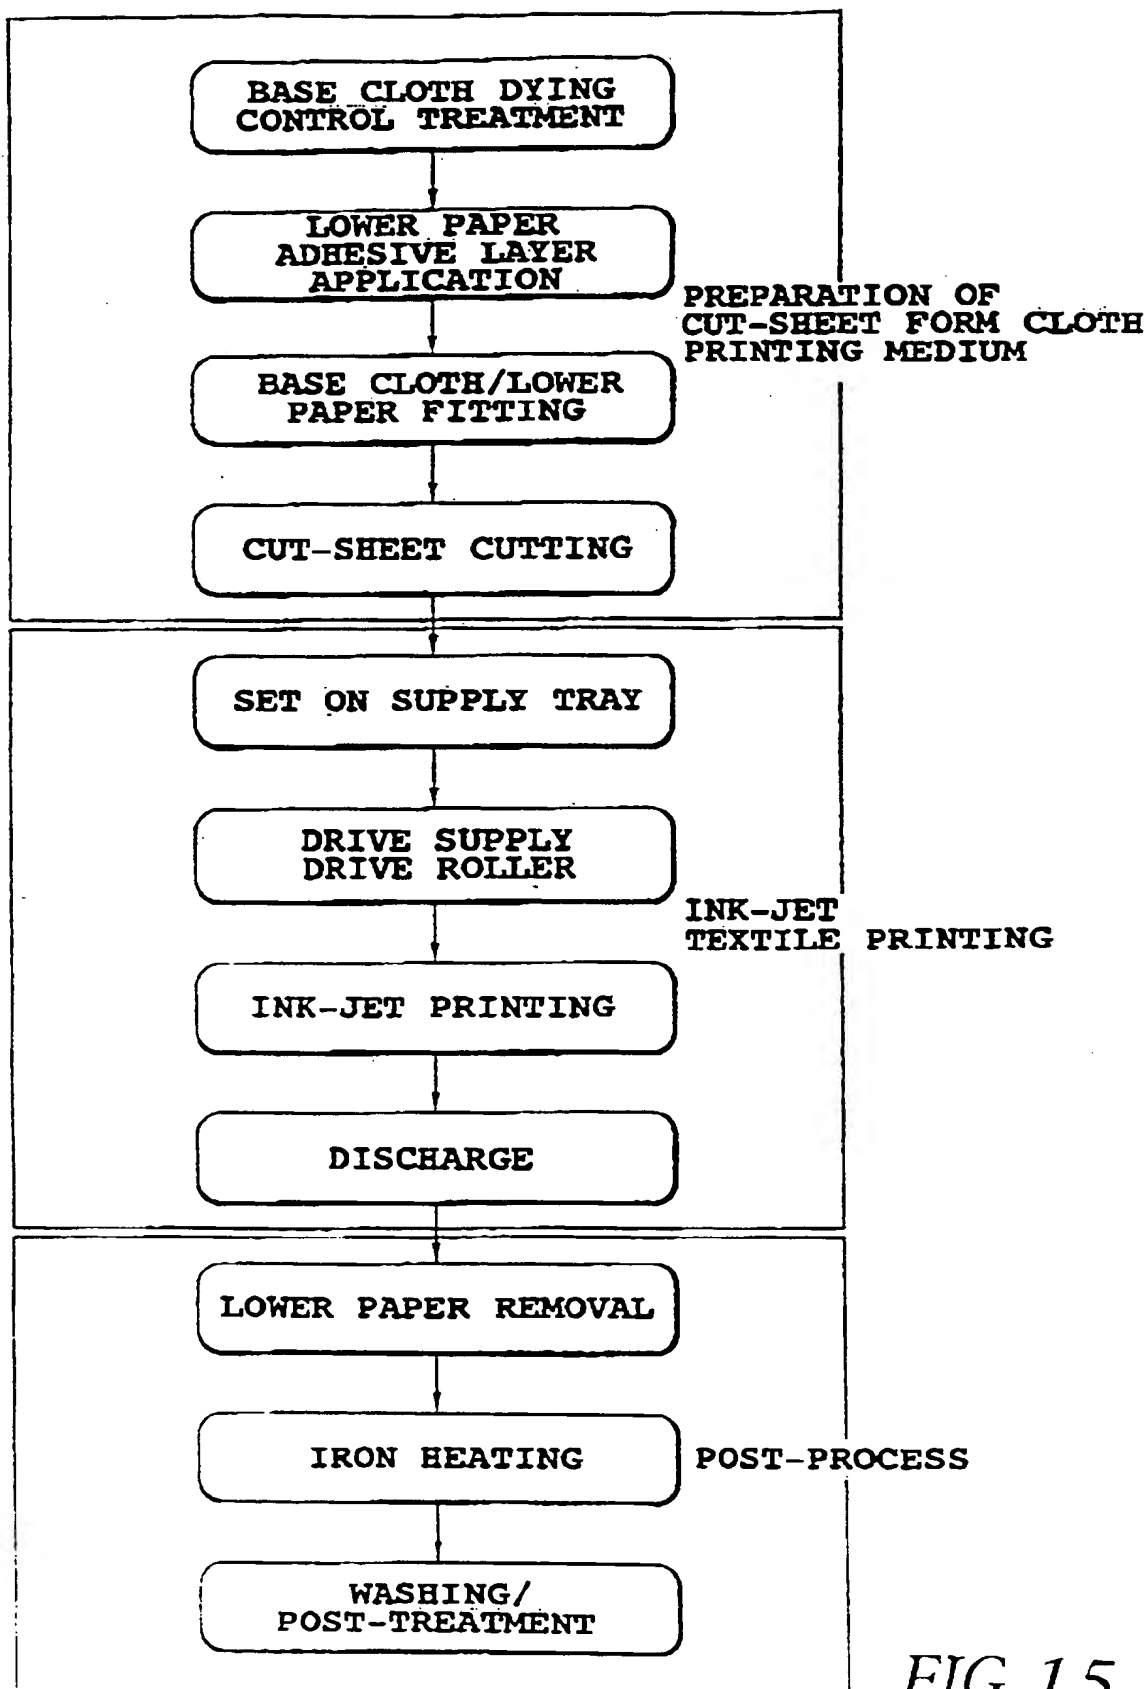 BASE CLOTH DYING
CONTROL TREATMENT
LOWER PAPER
ADHESIVE LAYER
APPLICATION
PREPARATION OF
CUT-SHEET FORM CLOTH
PRINTING MEDIUM
BASE CLOTH/LOWER
PAPER FITTING
CUT-SHEET CUTTING
SET ON SUPPLY TRAY
DRIVE SUPPLY
DRIVE ROLLER
INK-JET
TEXTILE PRINTING
INK-JET PRINTING
DISCHARGE
LOWER PAPER REMOVAL
IRON HEATING
POST-PROCESS
WASHING/
POST-TREATMENT
FIG. 15